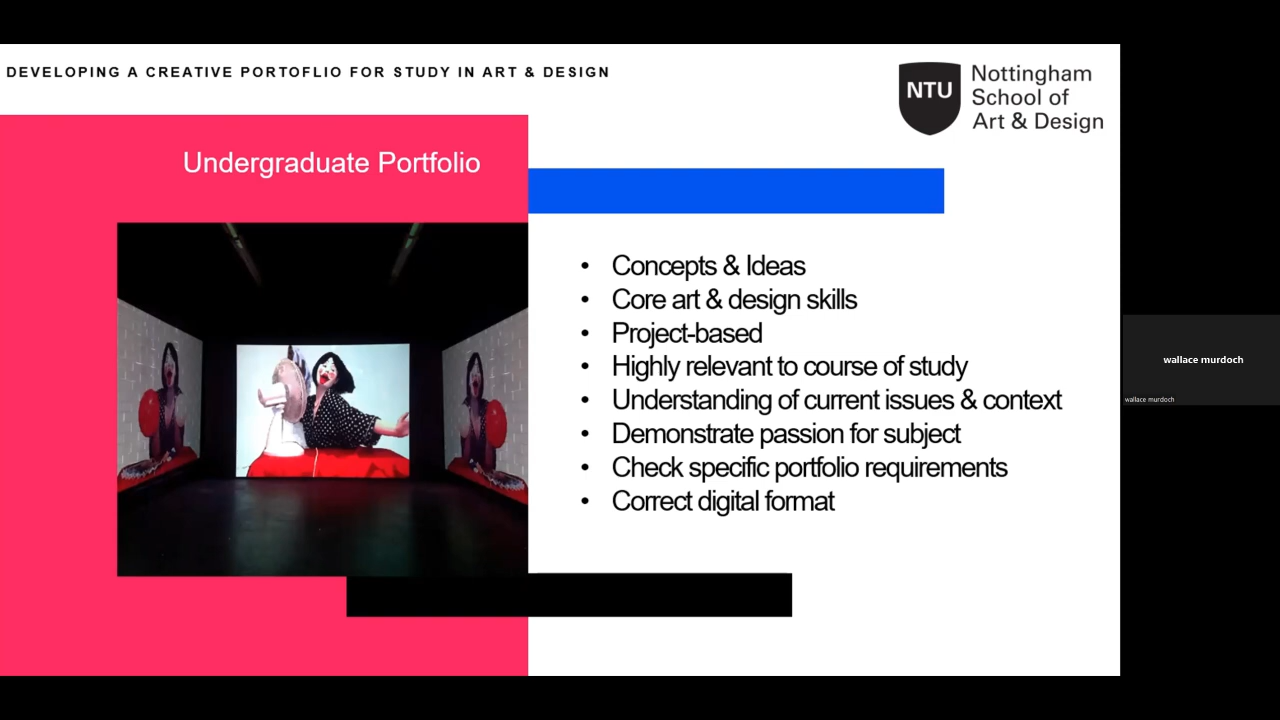 DEVELOPING A CREATIVE PORTOFLIO FOR STUDY IN ART & DESIGN
NTU
Nottingham
School of
Art & Design
Undergraduate Portfolio
• Concepts & Ideas
• Core art & design skills
• Project-based
• Highly relevant to course of study
• Understanding of current issues & context
• Demonstrate passion for subject
• Check specific portfolio requirements
• Correct digital format
wallace murdoch
wallace murdoch